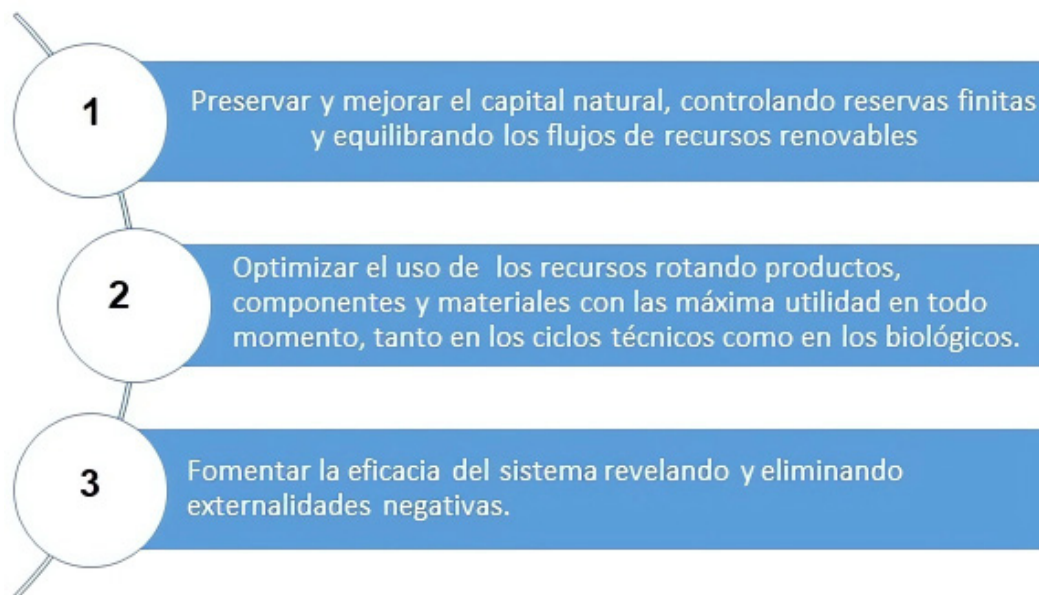 1
Preservar y mejorar el capital natural, controlando reservas finitas
y equilibrando los flujos de recursos renovables
2
Optimizar el uso de los recursos rotando productos,
componentes y materiales con las máxima utilidad en todo
momento, tanto en los ciclos técnicos como en los biológicos.
3
Fomentar la eficacia del sistema revelando y eliminando
externalidades negativas.